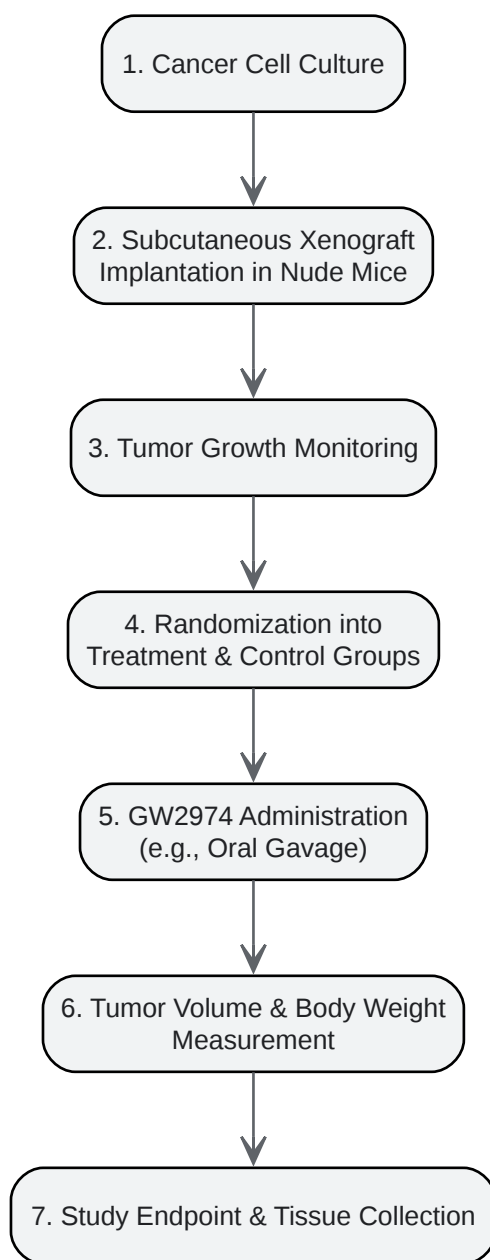 1. Cancer Cell Culture
2. Subcutaneous Xenograft
Implantation in Nude Mice
3. Tumor Growth Monitoring
4. Randomization into
Treatment & Control Groups
5. GW2974 Administration
(e.g., Oral Gavage)
6. Tumor Volume & Body Weight
Measurement
7. Study Endpoint & Tissue Collection